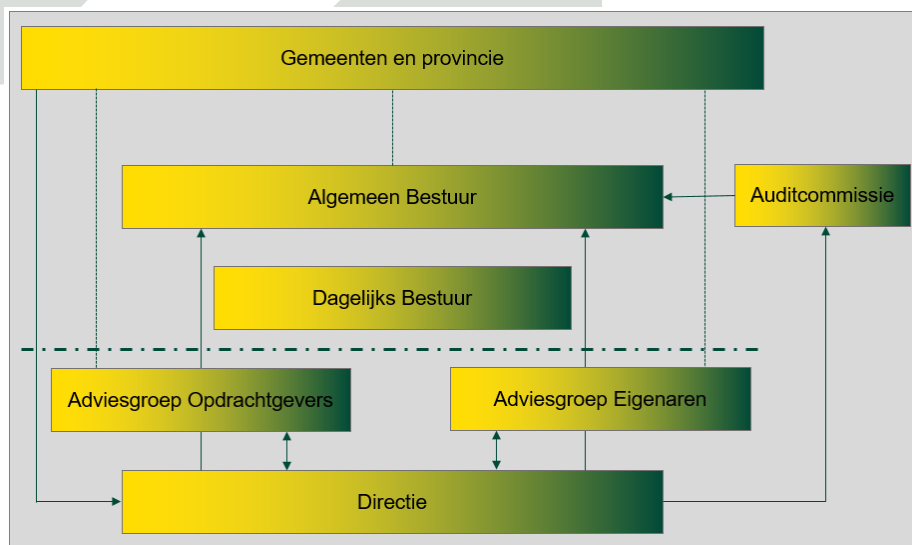 Gemeenten en provincie
Algemeen Bestuur
Auditcommissie
Dagelijks Bestuur
Adviesgroep Opdrachtgevers
Adviesgroep Eigenaren
Directie